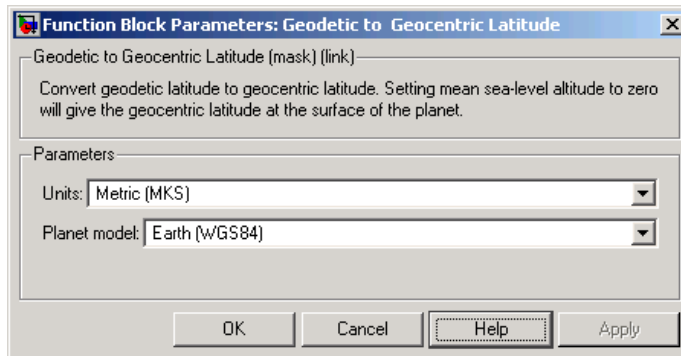 Function Block Parameters: Geodetic to  Geocentric Latitude
Geodetic to Geocentric Latitude (mask) (link)
Convert geodetic latitude to geocentric latitude. Setting mean sea-level altitude to zero
will give the geocentric latitude at the surface of the planet.
Parameters
Units: Metric (MKS)
Planet model: Earth (WGS84)
OK Cancel Help Apply